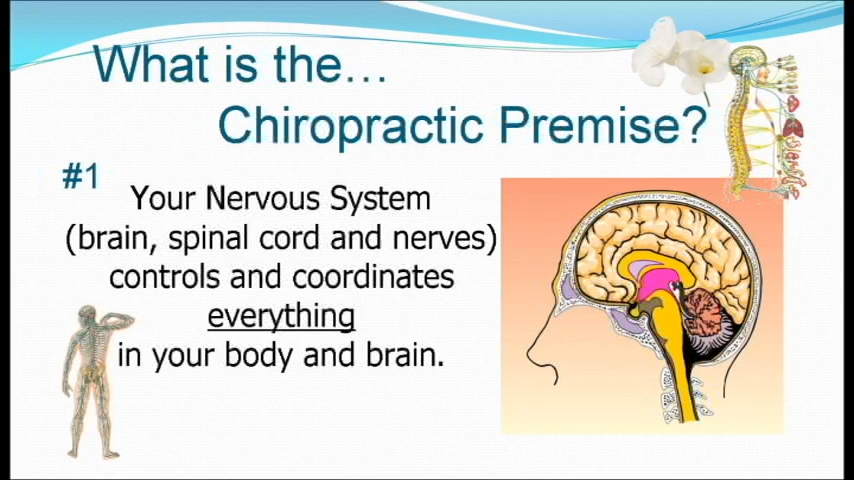 What is the…
Chiropractic Premise?
#1
Your Nervous System
(brain, spinal cord and nerves)
controls and coordinates
everything
in your body and brain.